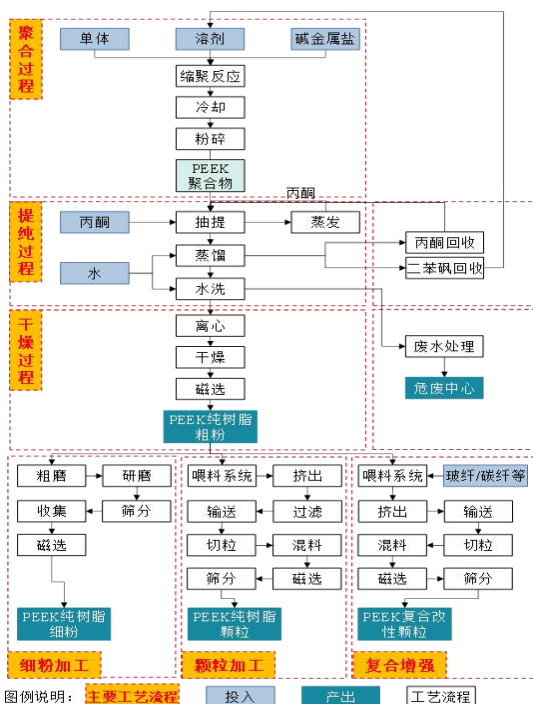 聚合过程
单体
溶剂
碱金属盐
缩聚反应
冷却
粉碎
PEEK
聚合物
丙酮
提纯过程
丙酮
抽提
蒸发
丙酮回收
水
蒸馏
二苯砜回收
水洗
干燥过程
离心
干燥
磁选
PEEK纯树脂
粗粉
废水处理
危废中心
粗磨
研磨
收集
筛分
磁选
PEEK纯树脂
细粉
细粉加工
喂料系统
挤出
输送
过滤
切粒
混料
筛分
磁选
PEEK纯树脂
颗粒
颗粒加工
喂料系统
玻纤/碳纤等
挤出
输送
混料
切粒
磁选
筛分
PEEK复合改
性颗粒
复合增强
图例说明：
主要工艺流程
投入
产出
工艺流程